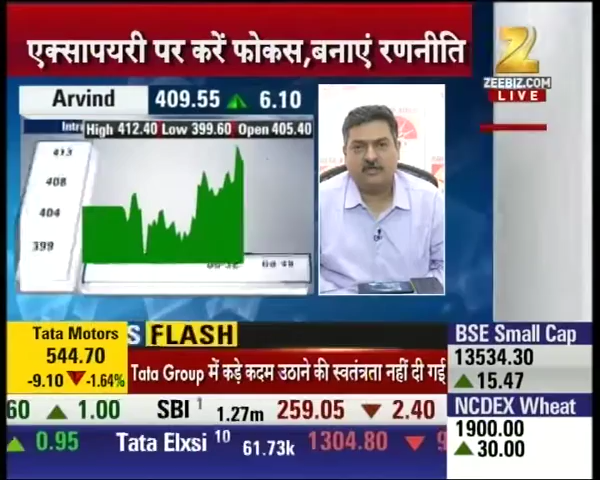 एक्सापयरी पर करें फोकस,बनाएं रणनीति
Z
ZEEBIZ.COM
LIVE
Arvind 409.55 ▲ 6.10
High 412.40 Low 399.60 Open 405.40
413
408
404
399
Tata Motors
544.70
-9.10 ▼ -1.64%
S FLASH
Tata Group में कड़े कदम उठाने की स्वतंत्रता नहीं दी गई
BSE Small Cap
13534.30
▲ 15.47
60 ▲ 1.00 SBI 1 1.27m 259.05 ▼ 2.40
NCDEX Wheat
1900.00
▲ 30.00
▲ 0.95 Tata Elxsi 10 61.73k 1304.80 ▼ 9